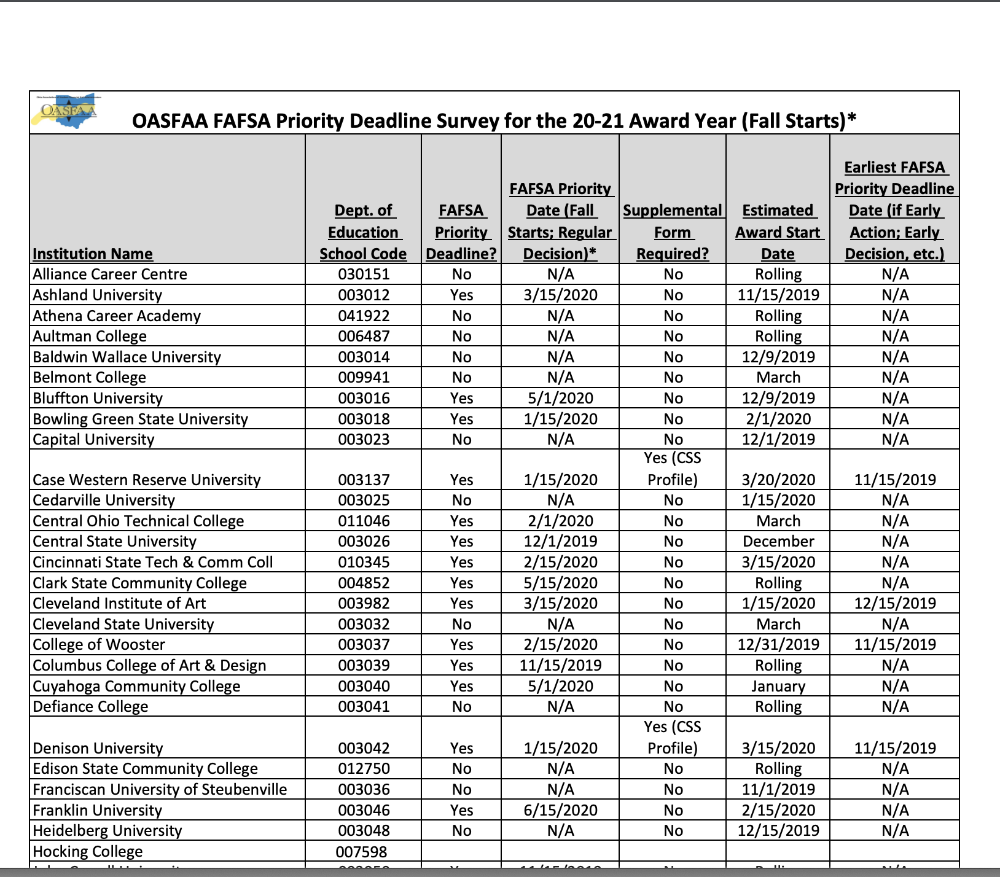 OASFAA
OASFAA FAFSA Priority Deadline Survey for the 20-21 Award Year (Fall Starts)*
Institution Name Dept. of Education School Code FAFSA Priority Deadline? FAFSA Priority Date (Fall Starts; Regular Decision)* Supplemental Form Required? Estimated Award Start Date Earliest FAFSA Priority Deadline Date (if Early Action; Early Decision, etc.)
Alliance Career Centre 030151 No N/A No Rolling N/A
Ashland University 003012 Yes 3/15/2020 No 11/15/2019 N/A
Athena Career Academy 041922 No N/A No Rolling N/A
Aultman College 006487 No N/A No Rolling N/A
Baldwin Wallace University 003014 No N/A No 12/9/2019 N/A
Belmont College 009941 No N/A No March N/A
Bluffton University 003016 Yes 5/1/2020 No 12/9/2019 N/A
Bowling Green State University 003018 Yes 1/15/2020 No 2/1/2020 N/A
Capital University 003023 No N/A No 12/1/2019 N/A
Case Western Reserve University 003137 Yes 1/15/2020 Yes (CSS Profile) 3/20/2020 11/15/2019
Cedarville University 003025 No N/A No 1/15/2020 N/A
Central Ohio Technical College 011046 Yes 2/1/2020 No March N/A
Central State University 003026 Yes 12/1/2019 No December N/A
Cincinnati State Tech & Comm Coll 010345 Yes 2/15/2020 No 3/15/2020 N/A
Clark State Community College 004852 Yes 5/15/2020 No Rolling N/A
Cleveland Institute of Art 003982 Yes 3/15/2020 No 1/15/2020 12/15/2019
Cleveland State University 003032 No N/A No March N/A
College of Wooster 003037 Yes 2/15/2020 No 12/31/2019 11/15/2019
Columbus College of Art & Design 003039 Yes 11/15/2019 No Rolling N/A
Cuyahoga Community College 003040 Yes 5/1/2020 No January N/A
Defiance College 003041 No N/A No Rolling N/A
Denison University 003042 Yes 1/15/2020 Yes (CSS Profile) 3/15/2020 11/15/2019
Edison State Community College 012750 No N/A No Rolling N/A
Franciscan University of Steubenville 003036 No N/A No 11/1/2019 N/A
Franklin University 003046 Yes 6/15/2020 No 2/15/2020 N/A
Heidelberg University 003048 No N/A No 12/15/2019 N/A
Hocking College 007598